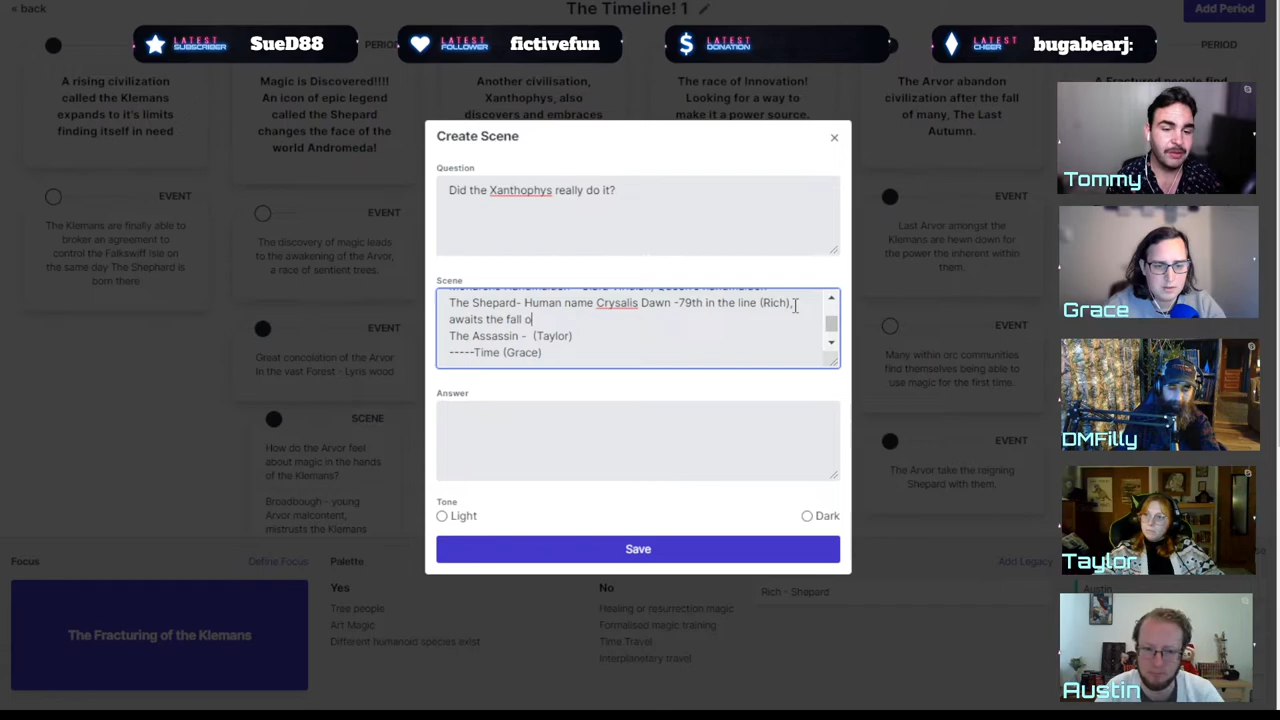 « back
The Timeline! 1
Add Period
LATEST SUBSCRIBER
SueD88
LATEST FOLLOWER
fictivefun
LATEST DONATION
LATEST CHEER
bugabearj:
PERIOD
A rising civilization
called the Klemans
expands to it's limits
finding itself in need
Magic is Discovered!!!!
An icon of epic legend
called the Shepard
changes the face of the
world Andromeda!
Another civilisation,
Xanthophys, also
discovers and embraces
The race of Innovation!
Looking for a way to
make it a power source.
The Arvor abandon
civilization after the fall
of many, The Last
Autumn.
PERIOD
A Fractured people find
EVENT
The Klemans are finally able to
broker an agreement to
control the Falkswiff Isle on
the same day The Shepard is
born there
EVENT
The discovery of magic leads
to the awakening of the Arvor,
a race of sentient trees.
EVENT
Great concolation of the Arvor
In the vast Forest - Lyris wood
SCENE
How do the Arvor feel
about magic in the hands
of the Klemans?
Broadbough - young
Arvor malcontent,
mistrusts the Klemans
EVENT
Last Arvor amongst the
Klemans are hewn down for
the power inherent within
them.
EVENT
Many within orc communities
find themselves being able to
use magic for the first time.
EVENT
The Arvor take the reigning
Shepard with them.
Create Scene
×
Question
Did the Xanthophys really do it?
Scene
The Shepard- Human name Crysalis Dawn -79th in the line (Rich),
awaits the fall o
The Assassin - (Taylor)
-----Time (Grace)
Answer
Tone
Light
Dark
Save
Focus
Define Focus
The Fracturing of the Klemans
Palette
Yes
Tree people
Art Magic
Different humanoid species exist
No
Healing or resurrection magic
Formalised magic training
Time Travel
Interplanetary travel
Add Legacy
Rich - Shapard
Austin
Tommy
Grace
DMFilly
Taylor
Austin